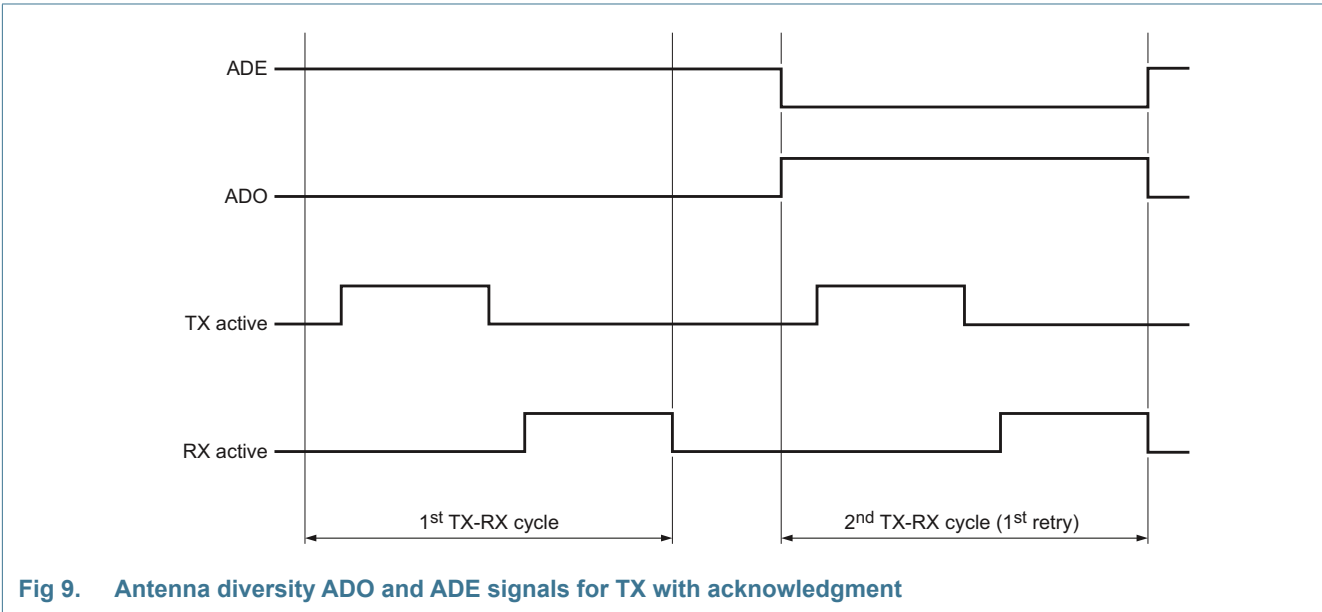 ADE
ADO
TX active
RX active
1st TX-RX cycle
2nd TX-RX cycle (1st retry)
Fig 9. Antenna diversity ADO and ADE signals for TX with acknowledgment